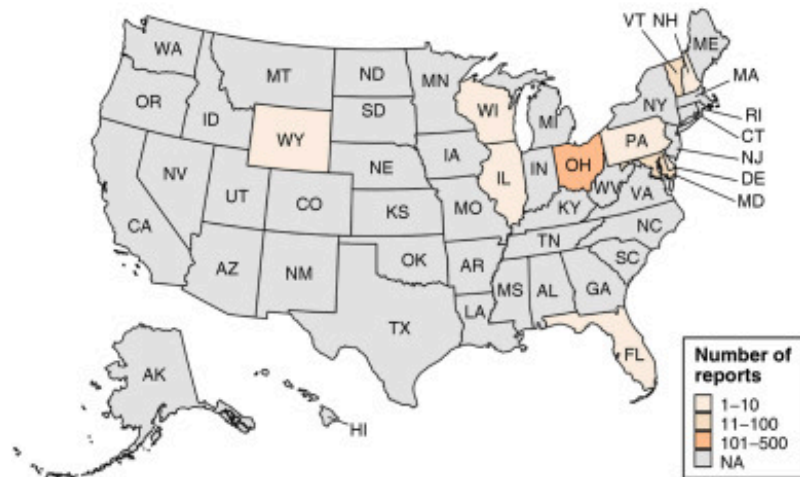 VT NH
WA
ME
MT
ND
MN
MA
OR
ID
SD
WI
MI
NY
RI
WY
PA
CT
IA
NJ
NE
OH
NV
IL
IN
DE
UT
WV
MD
CO
VA
CA
KS
MO
KY
NC
TN
OK
SC
AZ
NM
AR
MS
AL
GA
LA
TX
FL
Number of
reports
AK
1–10
11–100
101–500
HI
NA